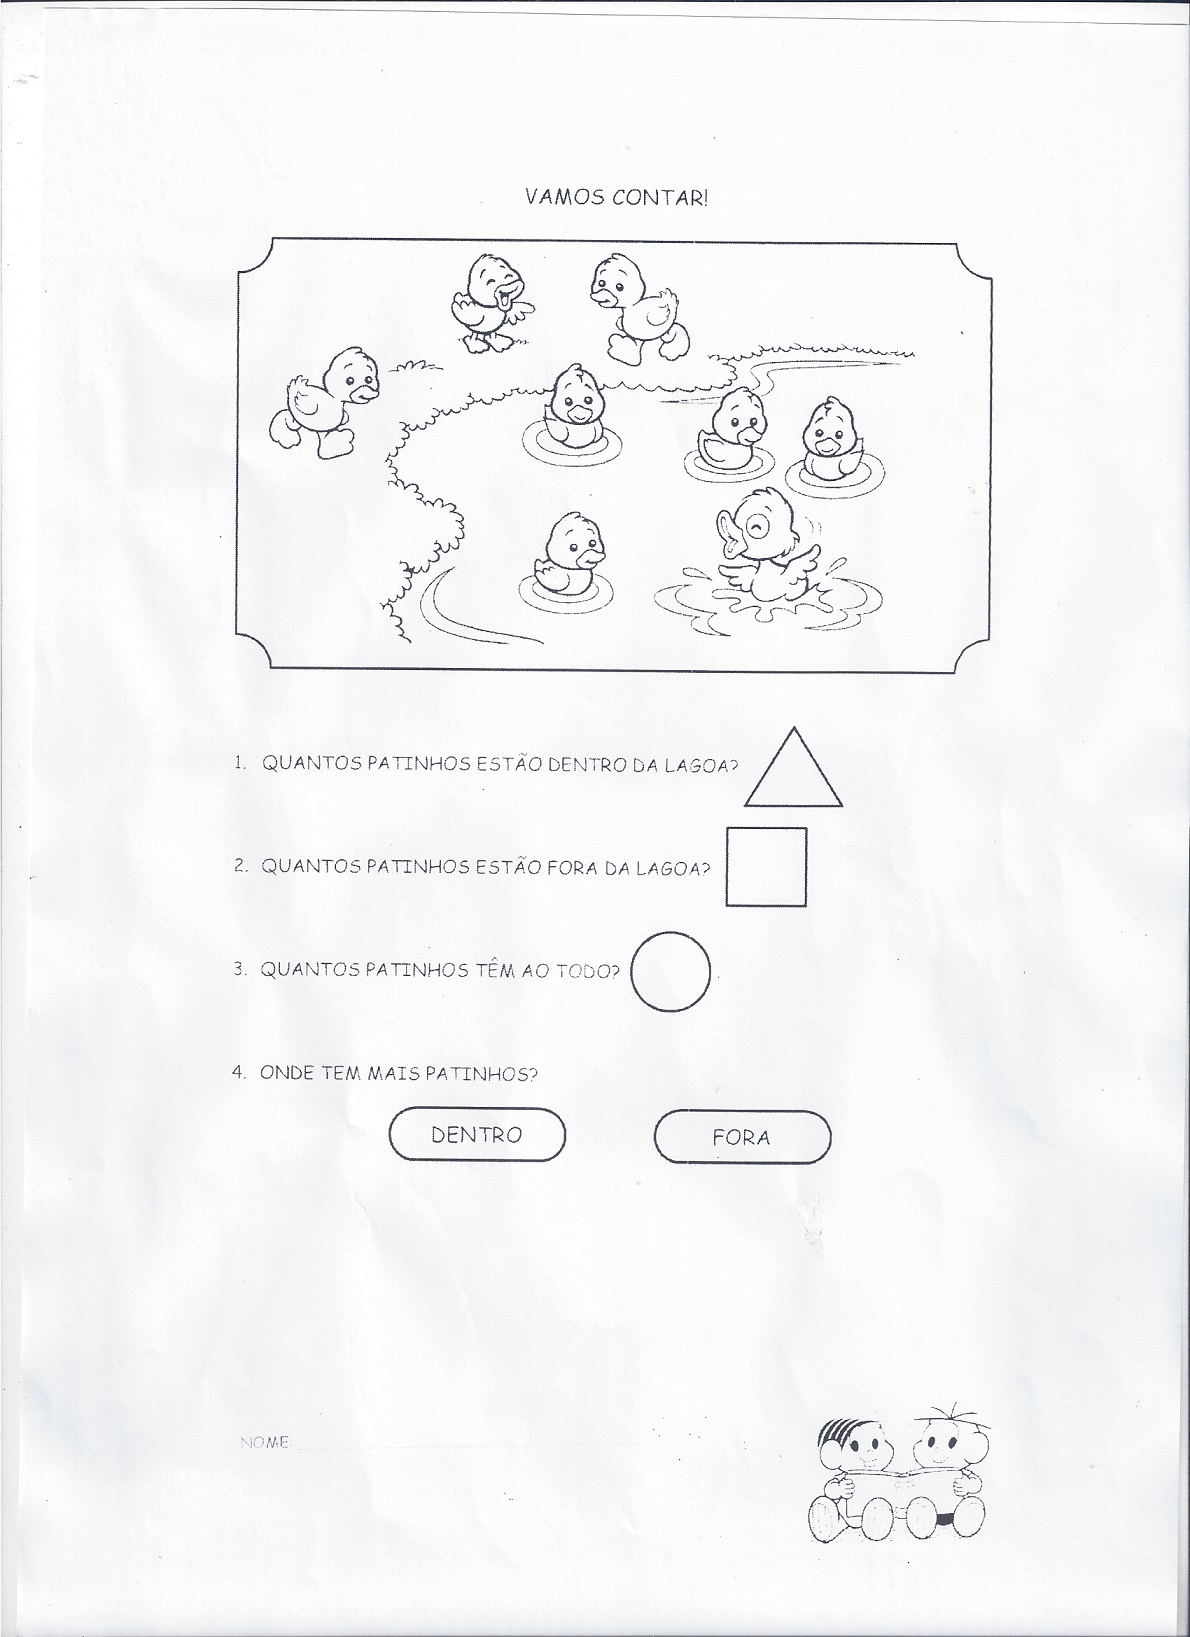 VAMOS CONTAR!
1. QUANTOS PATINHOS ESTÃO DENTRO DA LAGOA?
2. QUANTOS PATINHOS ESTÃO FORA DA LAGOA?
3. QUANTOS PATINHOS TÊM AO TODO?
4. ONDE TEM MAIS PATINHOS?
DENTRO FORA
NOME: